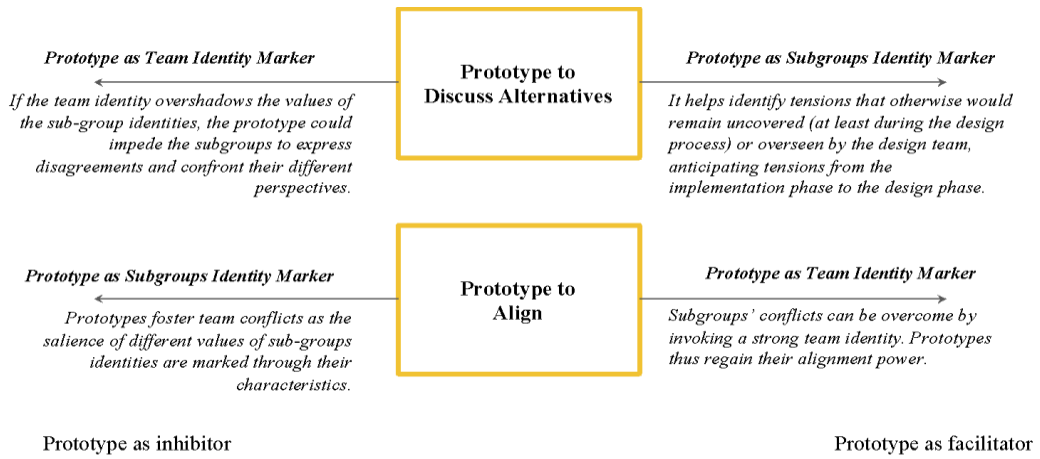 Prototype as Team Identity Marker
If the team identity overshadows the values of
the sub-group identities, the prototype could
impede the subgroups to express
disagreements and confront their different
perspectives.
Prototype to
Discuss Alternatives
Prototype as Subgroups Identity Marker
It helps identify tensions that otherwise would
remain uncovered (at least during the design
process) or overseen by the design team,
anticipating tensions from the
implementation phase to the design phase.
Prototype as Subgroups Identity Marker
Prototypes foster team conflicts as the
salience of different values of sub-groups
identities are marked through their
characteristics.
Prototype to
Align
Prototype as Team Identity Marker
Subgroups’ conflicts can be overcome by
invoking a strong team identity. Prototypes
thus regain their alignment power.
Prototype as inhibitor
Prototype as facilitator